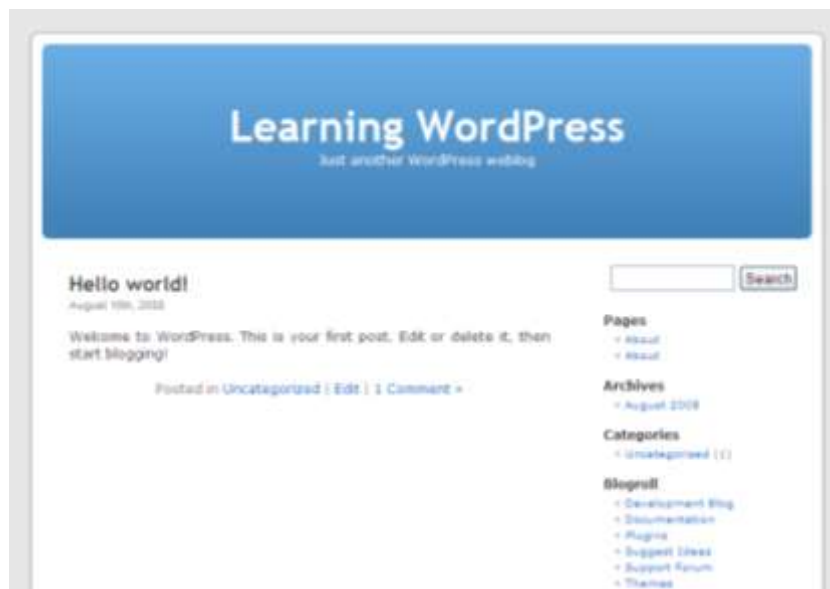 Learning WordPress
Just another WordPress weblog
Hello world!
August
Welcome to WordPress. This is your first post. Edit or delete it, then
start blogging!
Posted in Uncategorized | Edit | 1 Comment »
Search
Pages
About
About
Archives
August 2008
Categories
Uncategorized (1)
Blogroll
Development Blog
Documentation
Plugins
Suggest Ideas
Support Forum
Themes